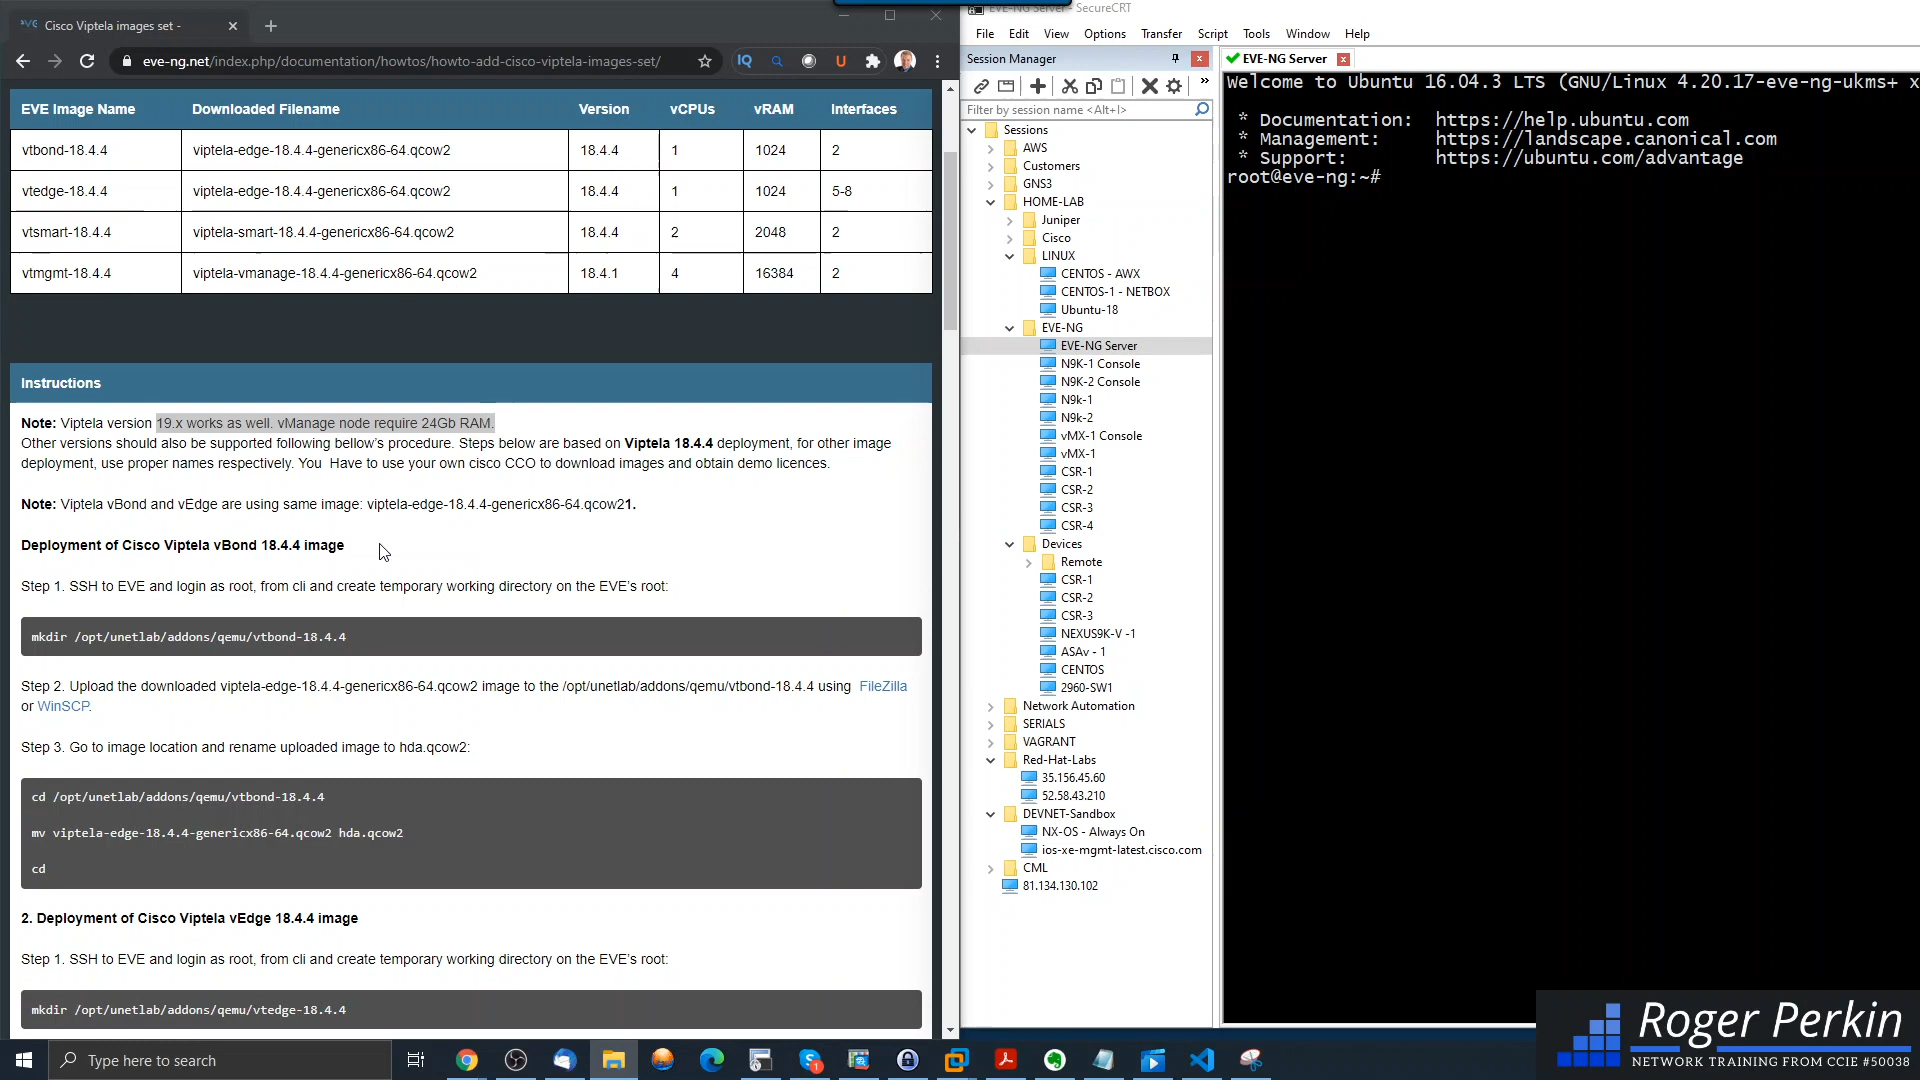 Cisco Viptela images set -
EVE-NG Server - SecureCRT
eve-ng.net/index.php/documentation/howtos/howto-add-cisco-viptela-images-set/
IQ
U
EVE Image Name Downloaded Filename Version vCPUs vRAM Interfaces
vtbond-18.4.4 viptela-edge-18.4.4-genericx86-64.qcow2 18.4.4 1 1024 2
vtedge-18.4.4 viptela-edge-18.4.4-genericx86-64.qcow2 18.4.4 1 1024 5-8
vtsmart-18.4.4 viptela-smart-18.4.4-genericx86-64.qcow2 18.4.4 2 2048 2
vtmgmt-18.4.4 viptela-vmanage-18.4.4-genericx86-64.qcow2 18.4.1 4 16384 2
Instructions
Note: Viptela version 19.x works as well. vManage node require 24Gb RAM.
Other versions should also be supported following bellow's procedure. Steps below are based on Viptela 18.4.4 deployment, for other image
deployment, use proper names respectively. You Have to use your own cisco CCO to download images and obtain demo licences.
Note: Viptela vBond and vEdge are using same image: viptela-edge-18.4.4-genericx86-64.qcow21.
Deployment of Cisco Viptela vBond 18.4.4 image
Step 1. SSH to EVE and login as root, from cli and create temporary working directory on the EVE's root:
mkdir /opt/unetlab/addons/qemu/vtbond-18.4.4
Step 2. Upload the downloaded viptela-edge-18.4.4-genericx86-64.qcow2 image to the /opt/unetlab/addons/qemu/vtbond-18.4.4 using FileZilla
or WinSCP.
Step 3. Go to image location and rename uploaded image to hda.qcow2:
cd /opt/unetlab/addons/qemu/vtbond-18.4.4
mv viptela-edge-18.4.4-genericx86-64.qcow2 hda.qcow2
cd
2. Deployment of Cisco Viptela vEdge 18.4.4 image
Step 1. SSH to EVE and login as root, from cli and create temporary working directory on the EVE's root:
mkdir /opt/unetlab/addons/qemu/vtedge-18.4.4
File Edit View Options Transfer Script Tools Window Help
Session Manager
Filter by session name <Alt+I>
Sessions
AWS
Customers
GNS3
HOME-LAB
Juniper
Cisco
LINUX
CENTOS - AWX
CENTOS-1 - NETBOX
Ubuntu-18
EVE-NG
EVE-NG Server
N9K-1 Console
N9K-2 Console
N9k-1
N9k-2
vMX-1 Console
vMX-1
CSR-1
CSR-2
CSR-3
CSR-4
Devices
Remote
CSR-1
CSR-2
CSR-3
NEXUS9K-V -1
ASAv - 1
CENTOS
2960-SW1
Network Automation
SERIALS
VAGRANT
Red-Hat-Labs
35.156.45.60
52.58.43.210
DEVNET-Sandbox
NX-OS - Always On
ios-xe-mgmt-latest.cisco.com
CML
81.134.130.102
EVE-NG Server
Welcome to Ubuntu 16.04.3 LTS (GNU/Linux 4.20.17-eve-ng-ukms+ x
* Documentation: https://help.ubuntu.com
* Management: https://landscape.canonical.com
* Support: https://ubuntu.com/advantage
root@eve-ng:~#
Roger Perkin
NETWORK TRAINING FROM CCIE #50038
Type here to search